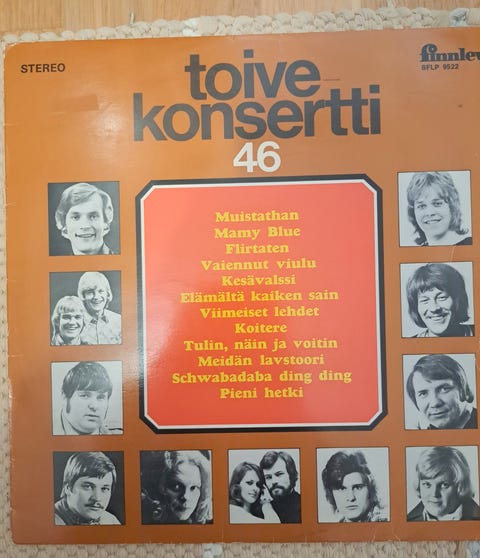 STEREO
finnlev
SFLP 9522
toive
konsertti
46
Muistathan
Mamy Blue
Flirtaten
Vaiennut viulu
Kesävalssi
Elämältä kaiken sain
Viimeiset lehdet
Koitere
Tulin, näin ja voitin
Meidän lavstoori
Schwabadaba ding ding
Pieni hetki